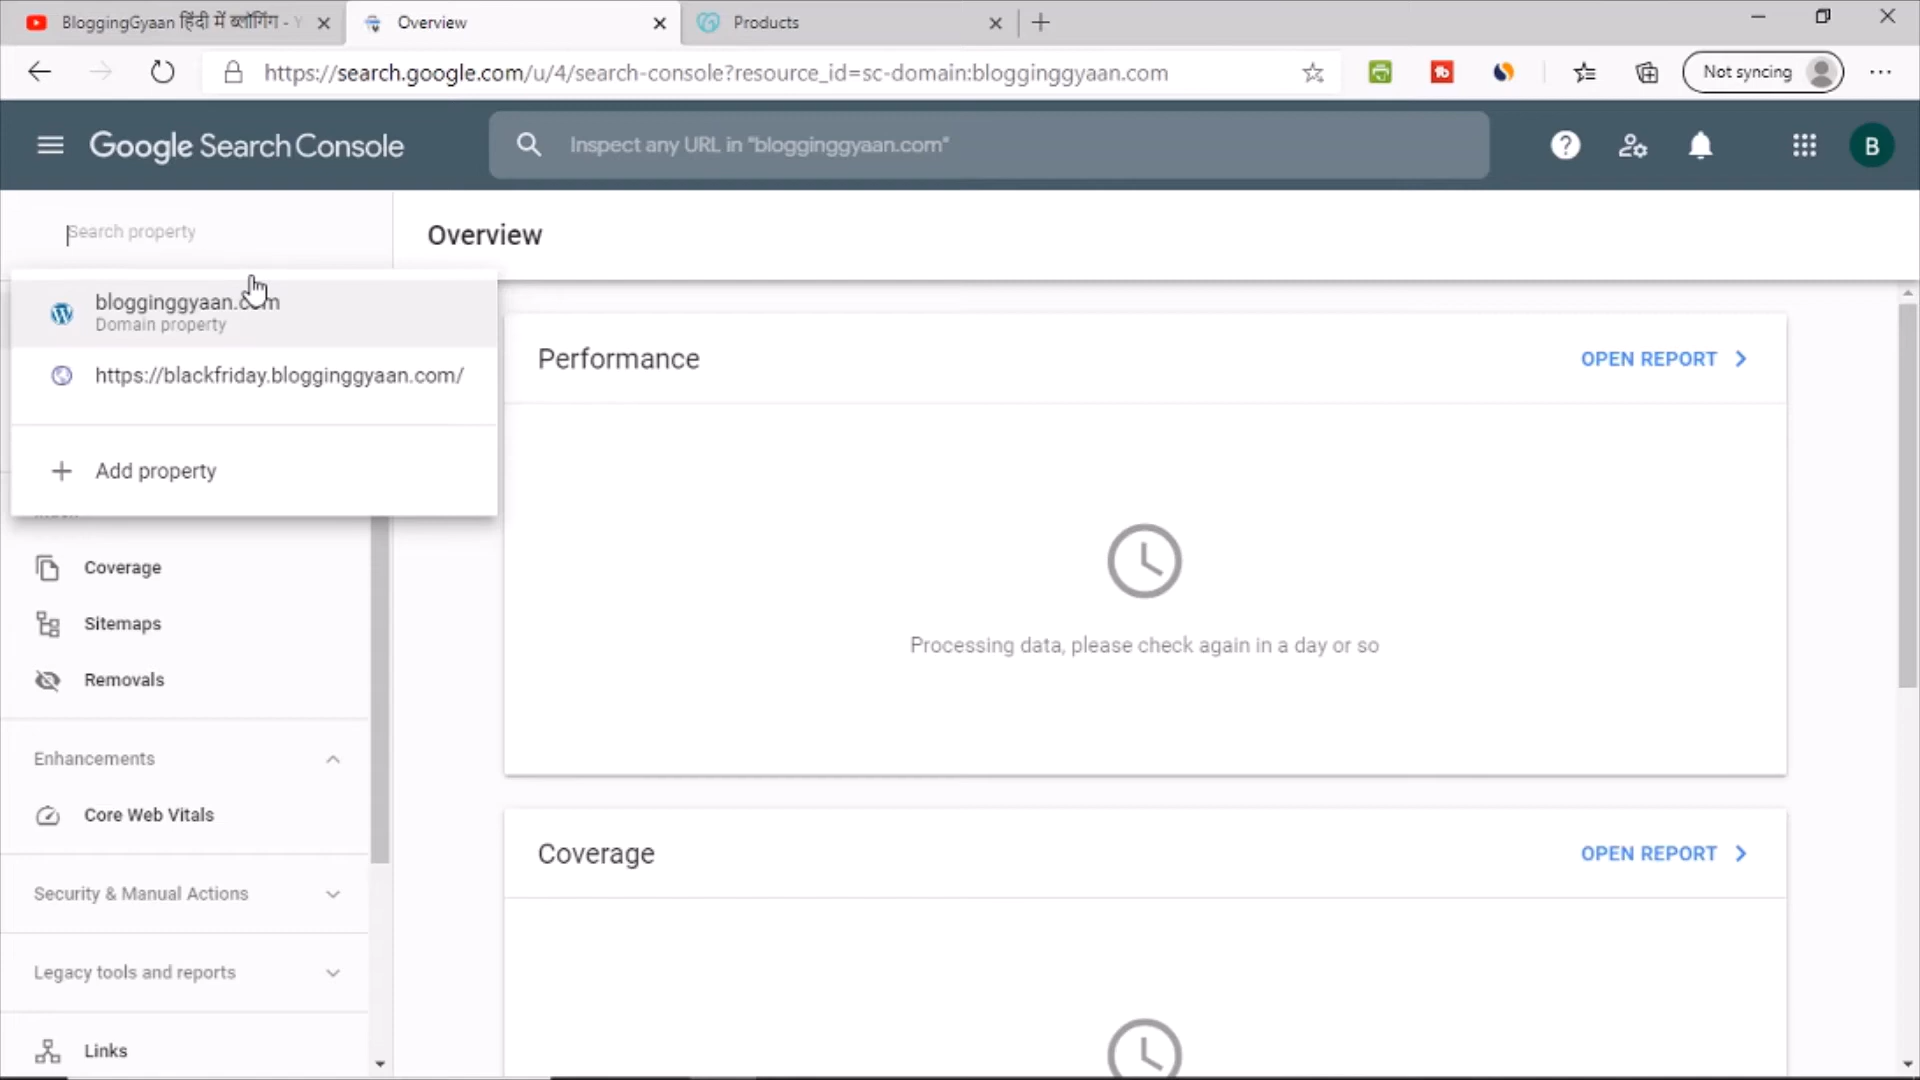 BloggingGyaan हिंदी में ब्लॉगिंग - Y
Overview
Products
https://search.google.com/u/4/search-console?resource_id=sc-domain:blogginggyaan.com
Not syncing
Google Search Console
Inspect any URL in "blogginggyaan.com"
B
Search property
Overview
blogginggyaan.com
Domain property
https://blackfriday.blogginggyaan.com/
Add property
Performance
OPEN REPORT
Processing data, please check again in a day or so
Coverage
Sitemaps
Removals
Enhancements
Core Web Vitals
Security & Manual Actions
Legacy tools and reports
Links
Coverage
OPEN REPORT